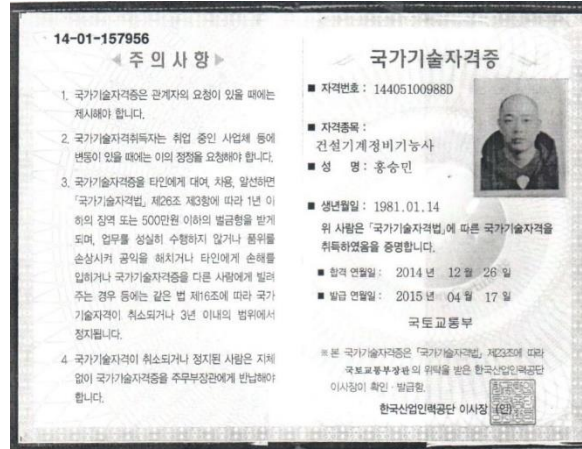 14-01-157956
주의사항
1. 국가기술자격증은 관계자의 요청이 있을 때에는
제시해야 합니다.
2. 국가기술자격취득자는 취업 중인 사업체 등에
변동이 있을 때에는 이의 정정을 요청해야 합니다.
3. 국가기술자격증을 타인에게 대여, 차용, 알선하면
「국가기술자격법」 제26조 제3항에 따라 1년 이
하의 징역 또는 500만원 이하의 벌금형을 받게
되며, 업무를 성실히 수행하지 않거나 품위를
손상시켜 공익을 해치거나 타인에게 손해를
입히거나 국가기술자격증을 다른 사람에게 빌려
주는 경우 등에는 같은 법 제16조에 따라 국가
기술자격이 취소되거나 3년 이내의 범위에서
정지됩니다.
4 국가기술자격이 취소되거나 정지된 사람은 지체
없이 국가기술자격증을 주무부장관에게 반납해야
합니다.
국가기술자격증
■ 자격번호 : 14405100988D
■ 자격종목 :
건설기계정비기능사
■ 성 명 : 홍승민
■ 생년월일 : 1981.01.14
위 사람은 「국가기술자격법」에 따른 국가기술자격을
취득하였음을 증명합니다.
■ 합격 연월일 : 2014 년 12 월 26 일
■ 발급 연월일 : 2015 년 04 월 17 일
국토교통부
※ 본 국가기술자격증은 「국가기술자격법」 제23조에 따라
국토교통부장관의 위탁을 받은 한국산업인력공단
이사장이 확인·발급함.
한국산업인력공단 이사장 (인)